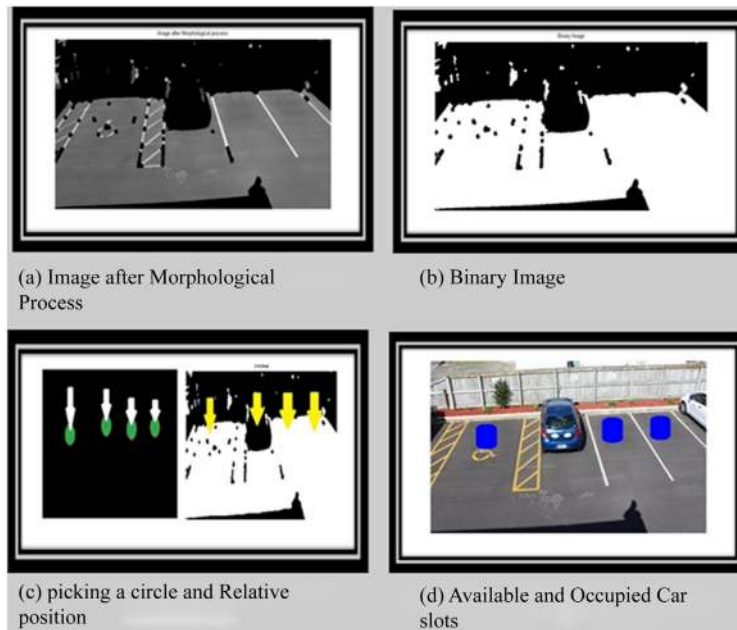 Image after Morphological process
Binary Image
(a) Image after Morphological
Process
(b) Binary Image
(c) picking a circle and Relative
position
(d) Available and Occupied Car
slots